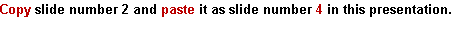 Copy slide number 2 and paste it as slide number 4 in this presentation.